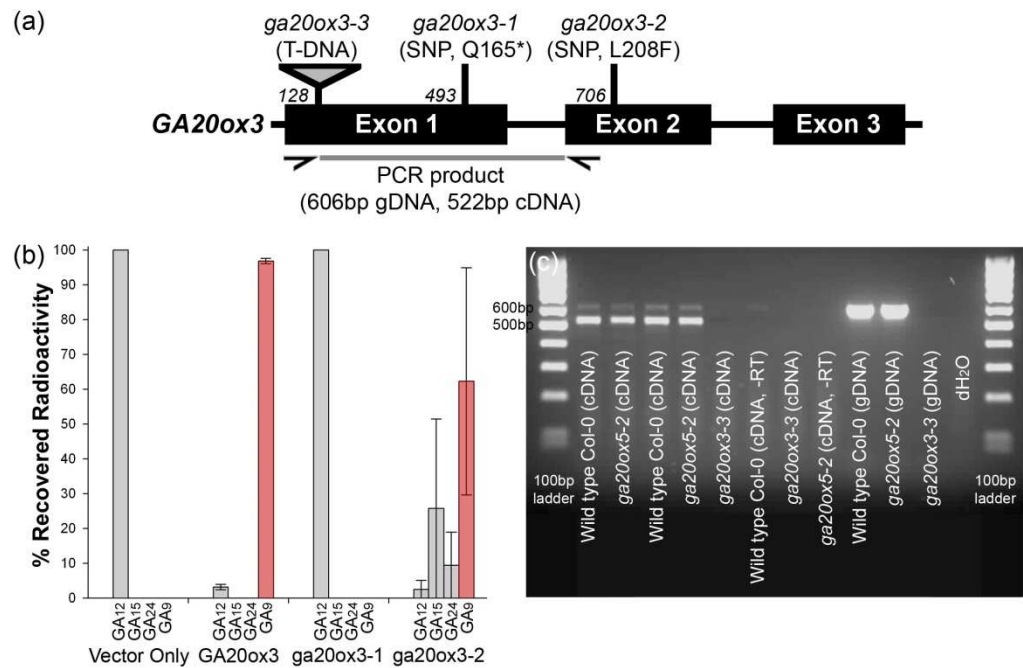 (a)
ga20ox3-3
(T-DNA)
ga20ox3-1
(SNP, Q165*)
ga20ox3-2
(SNP, L208F)
128
493
706
GA20ox3
Exon 1
Exon 2
Exon 3
PCR product
(606bp gDNA, 522bp cDNA)
(b)
% Recovered Radioactivity
100
90
80
70
60
50
40
30
20
10
0
GA12
GA15
GA24
GA9
GA12
GA15
GA24
GA9
GA12
GA15
GA24
GA9
GA12
GA15
GA24
GA9
Vector Only
GA20ox3
ga20ox3-1
ga20ox3-2
(c)
600bp
500bp
100bp
ladder
Wild type Col-0 (cDNA)
ga20ox5-2 (cDNA)
Wild type Col-0 (cDNA)
ga20ox5-2 (cDNA)
ga20ox3-3 (cDNA)
Wild type Col-0 (cDNA, -RT)
ga20ox3-3 (cDNA)
ga20ox5-2 (cDNA, -RT)
Wild type Col-0 (gDNA)
ga20ox5-2 (gDNA)
ga20ox3-3 (gDNA)
dH2O
100bp
ladder